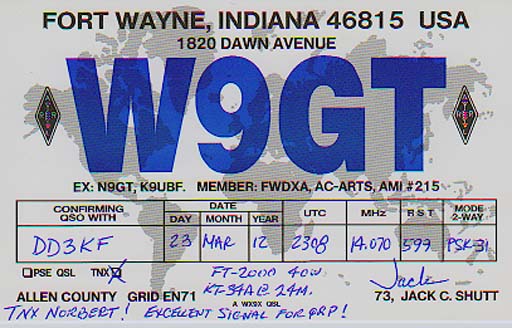 FORT WAYNE, INDIANA 46815 USA
1820 DAWN AVENUE
W9GT
EX: N9GT, K9UBF. MEMBER: FWDXA, AC-ARTS, AMI #215
CONFIRMING QSO WITH DATE DAY MONTH YEAR UTC MHz R S T MODE 2-WAY
DD3KF 23 MAR 12 2308 14.070 599 PSK-31
PSE QSL TNX X FT-2000 40W Jack
ALLEN COUNTY GRID EN71 KT-34A @ 24M. 73, JACK C. SHUTT
A WX9X QSL
TNX NORBERT! EXCELLENT SIGNAL FOR QRP!